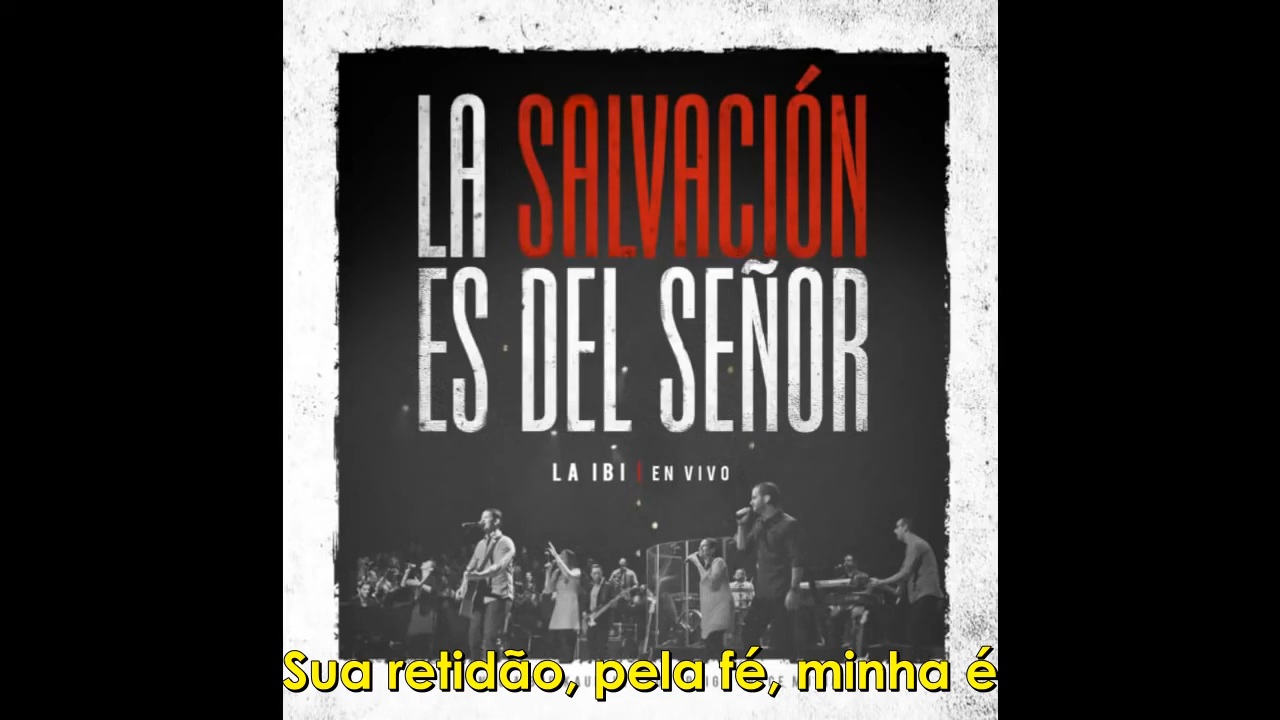 LA SALVACIÓN
ES DEL SEÑOR
LA IBI | EN VIVO
Sua retidão, pela fé, minha é